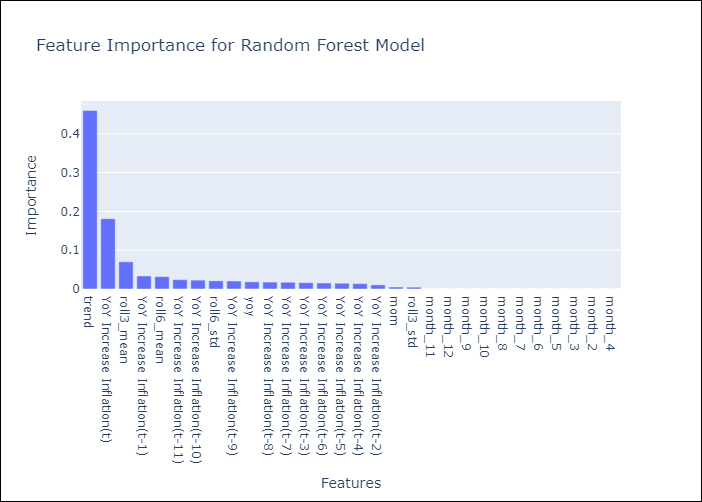 Feature Importance for Random Forest Model
Importance
0.4
0.3
0.2
0.1
0
trend
YoY Increase Inflation(t)
roll3_mean
YoY Increase Inflation(t-1)
roll6_mean
YoY Increase Inflation(t-11)
YoY Increase Inflation(t-10)
roll6_std
YoY Increase Inflation(t-9)
yoy
YoY Increase Inflation(t-8)
YoY Increase Inflation(t-7)
YoY Increase Inflation(t-3)
YoY Increase Inflation(t-6)
YoY Increase Inflation(t-5)
YoY Increase Inflation(t-4)
YoY Increase Inflation(t-2)
mom
roll3_std
month_11
month_12
month_9
month_10
month_8
month_7
month_6
month_5
month_3
month_2
month_4
Features